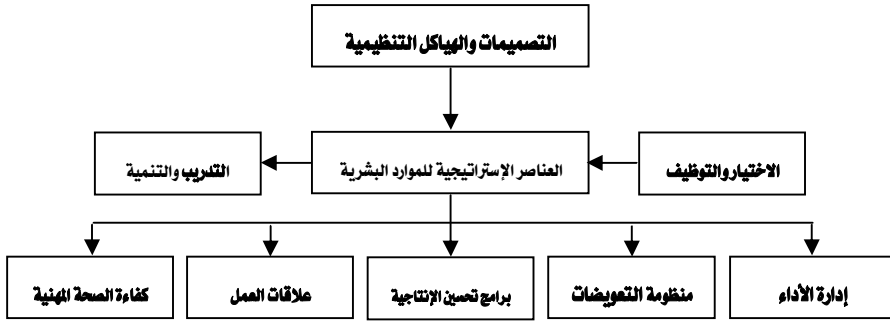 التصميمات والهياكل التنظيمية
الاختيار والتوظيف
العناصر الإستراتيجية للموارد البشرية
التدريب والتنمية
إدارة الأداء
منظومة التعويضات
برامج تحسين الإنتاجية
علاقات العمل
كفاءة الصحة المهنية